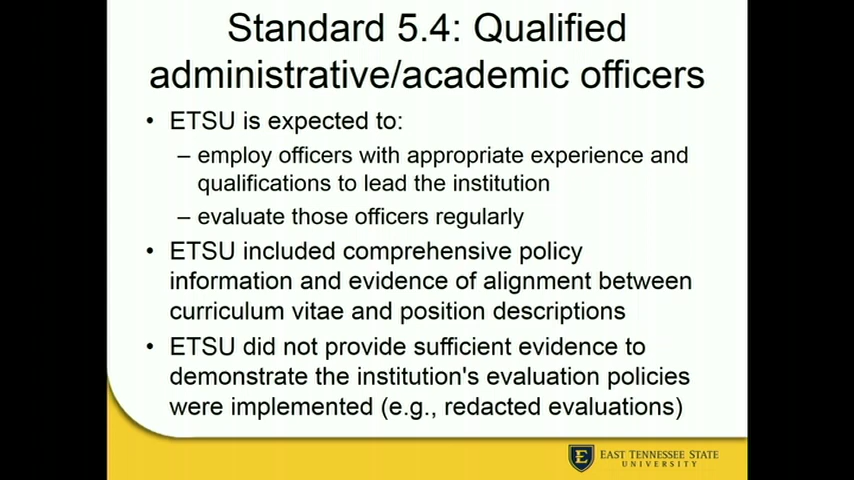 Standard 5.4: Qualified
administrative/academic officers
• ETSU is expected to:
– employ officers with appropriate experience and
qualifications to lead the institution
– evaluate those officers regularly
• ETSU included comprehensive policy
information and evidence of alignment between
curriculum vitae and position descriptions
• ETSU did not provide sufficient evidence to
demonstrate the institution's evaluation policies
were implemented (e.g., redacted evaluations)
E
EAST TENNESSEE STATE
UNIVERSITY